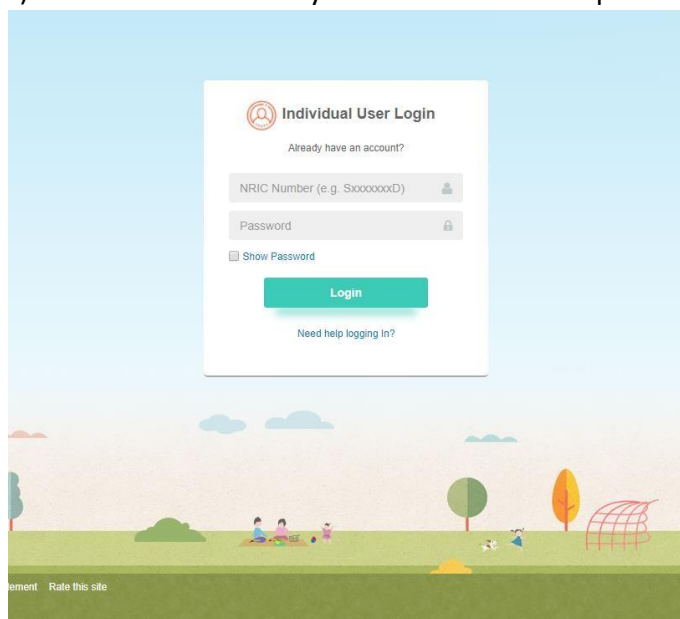 Individual User Login
Already have an account?
NRIC Number (e.g. SxxxxxxxD)
Password
Show Password
Login
Need help logging In?
tement Rate this site